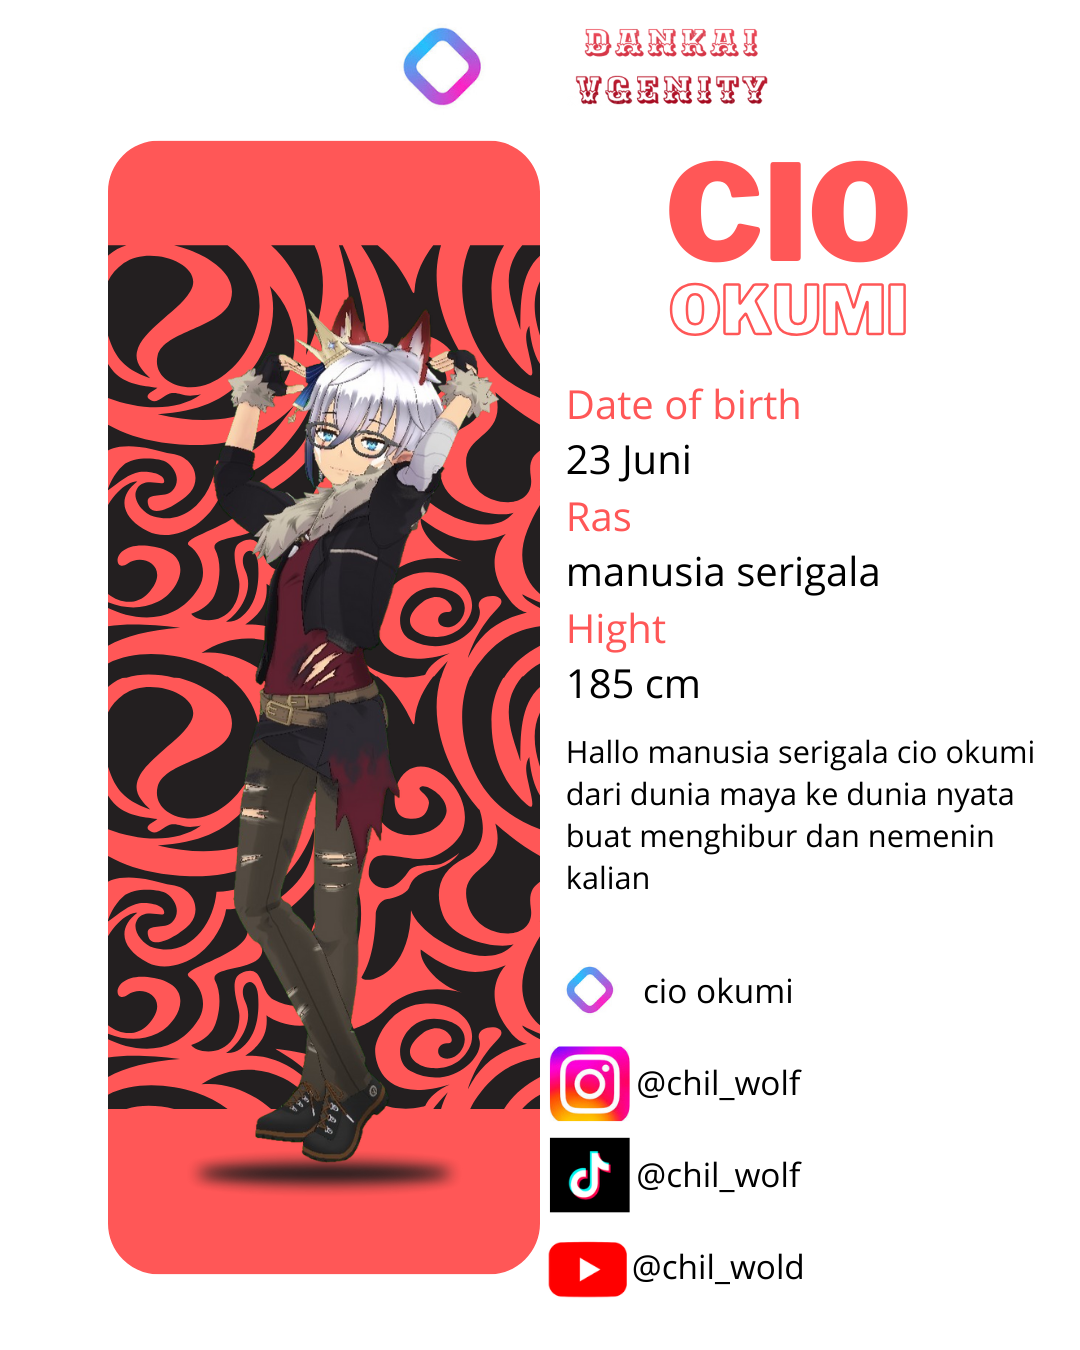 DANKAI
VGENITY
CIO
OKUMI
Date of birth
23 Juni
Ras
manusia serigala
Hight
185 cm
Hallo manusia serigala cio okumi
dari dunia maya ke dunia nyata
buat menghibur dan nemenin
kalian
cio okumi
@chil_wolf
@chil_wolf
@chil_wold